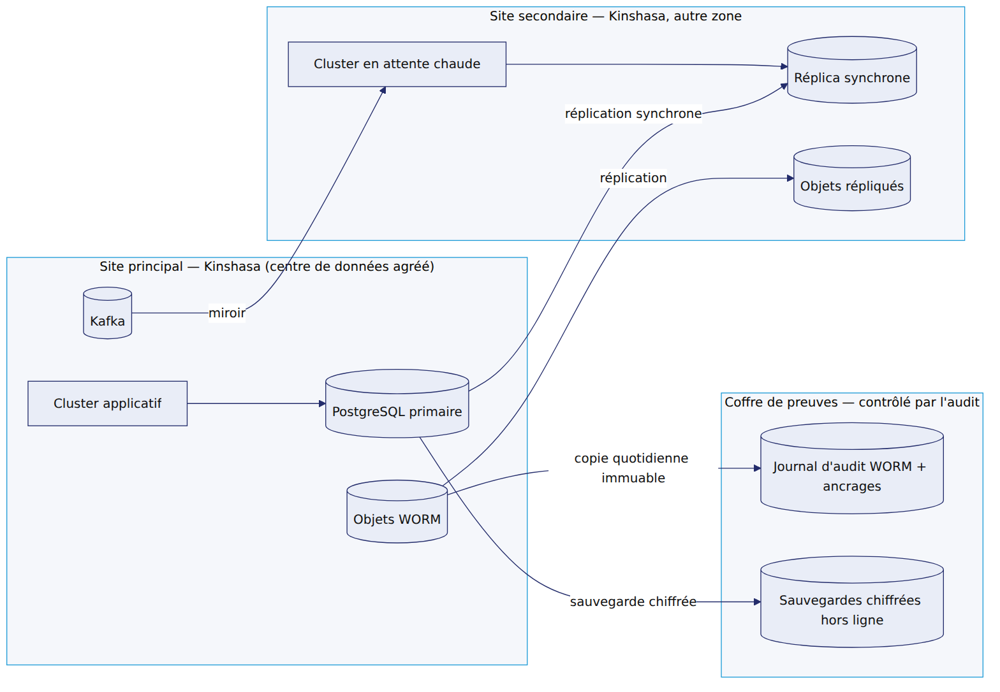 Site secondaire — Kinshasa, autre zone
Cluster en attente chaude
Réplica synchrone
réplication synchrone
réplication
Objets répliqués
Site principal — Kinshasa (centre de données agréé)
Kafka
miroir
Cluster applicatif
PostgreSQL primaire
Objets WORM
copie quotidienne
immuable
sauvegarde chiffrée
Coffre de preuves — contrôlé par l'audit
Journal d'audit WORM +
ancrages
Sauvegardes chiffrées
hors ligne